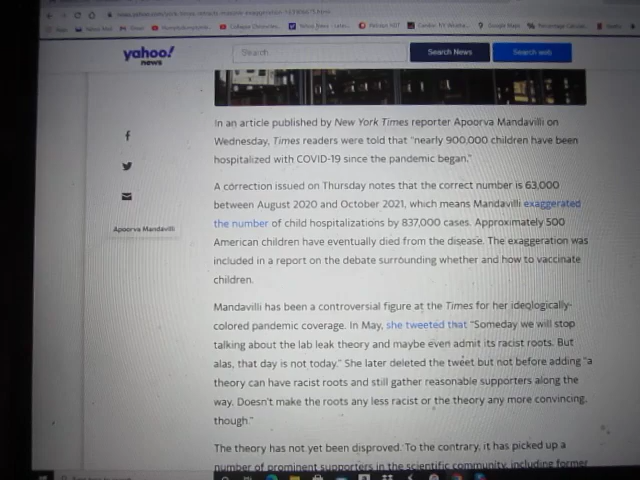 yahoo!
news
Search
Search News
Search web
In an article published by New York Times reporter Apoorva Mandavilli on
Wednesday, Times readers were told that "nearly 900,000 children have been
hospitalized with COVID-19 since the pandemic began."
A correction issued on Thursday notes that the correct number is 63,000
between August 2020 and October 2021, which means Mandavilli exaggerated
the number of child hospitalizations by 837,000 cases. Approximately 500
American children have eventually died from the disease. The exaggeration was
included in a report on the debate surrounding whether and how to vaccinate
children.
Apoorva Mandavilli
Mandavilli has been a controversial figure at the Times for her ideologically-
colored pandemic coverage. In May, she tweeted that "Someday we will stop
talking about the lab leak theory and maybe even admit its racist roots. But
alas, that day is not today." She later deleted the tweet but not before adding "a
theory can have racist roots and still gather reasonable supporters along the
way. Doesn't make the roots any less racist or the theory any more convincing,
though."
The theory has not yet been disproved. To the contrary, it has picked up a
number of prominent supporters in the scientific community, including former